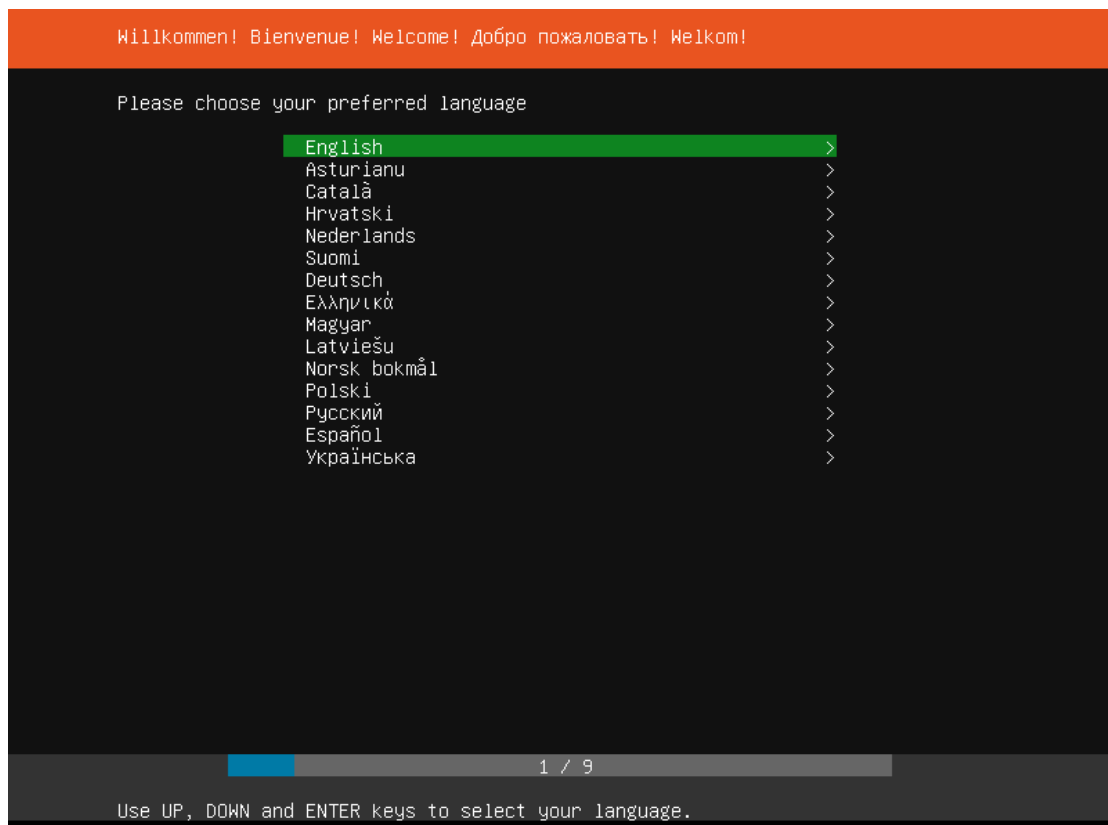 Willkommen! Bienvenue! Welcome! Добро пожаловать! Welkom!
Please choose your preferred language
English >
Asturianu >
Català >
Hrvatski >
Nederlands >
Suomi >
Deutsch >
Ελληνικά >
Magyar >
Latviešu >
Norsk bokmål >
Polski >
Русский >
Español >
Українська >
1 / 9
Use UP, DOWN and ENTER keys to select your language.